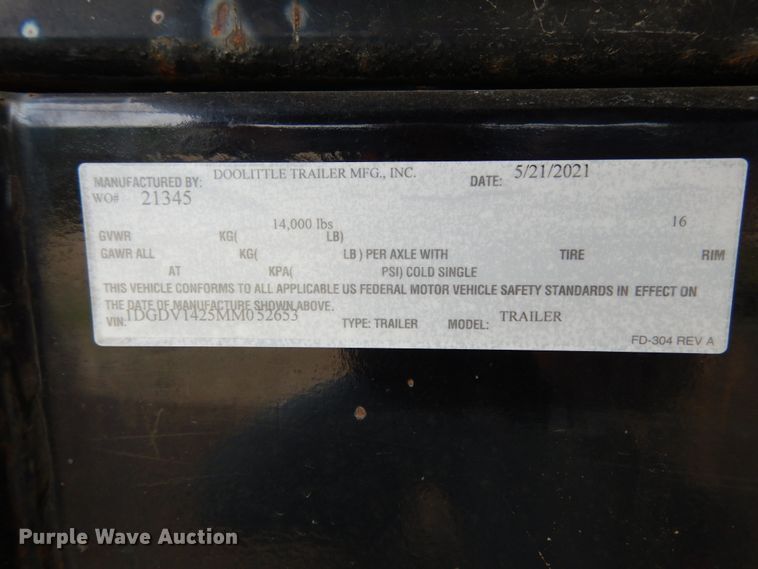 MANUFACTURED BY: DOOLITTLE TRAILER MFG., INC. DATE: 5/21/2021
WO# 21345
14,000 lbs 16
GVWR KG( LB)
GAWR ALL KG( LB ) PER AXLE WITH TIRE RIM
AT KPA( PSI) COLD SINGLE
THIS VEHICLE CONFORMS TO ALL APPLICABLE US FEDERAL MOTOR VEHICLE SAFETY STANDARDS IN EFFECT ON
THE DATE OF MANUFACTURE SHOWN ABOVE.
VIN: 1DGDV1425MM052653 TYPE: TRAILER MODEL: TRAILER
FD-304 REV A
Purple Wave Auction